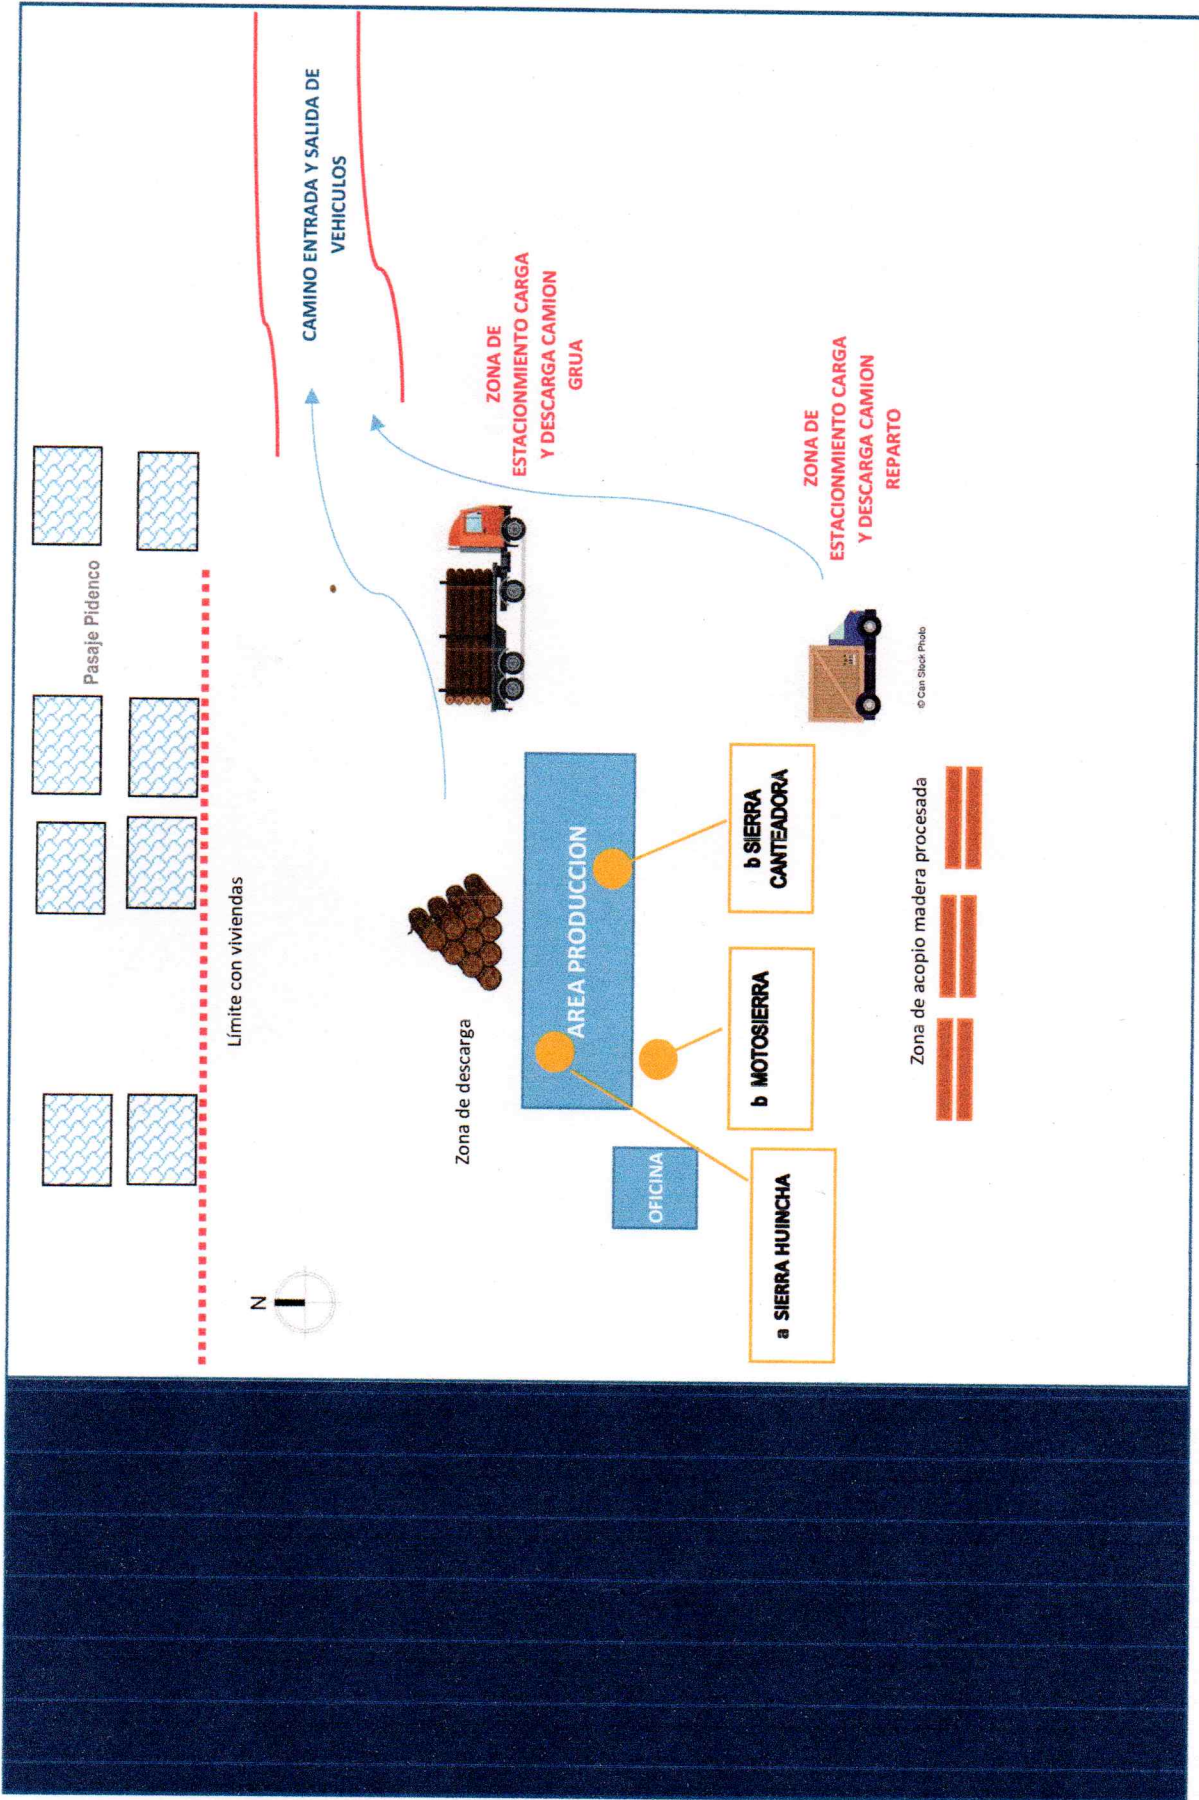 Pasaje Pidenco
Límite con viviendas
N
CAMINO ENTRADA Y SALIDA DE
VEHICULOS
Zona de descarga
ZONA DE
ESTACIONMIENTO CARGA
Y DESCARGA CAMION
GRUA
AREA PRODUCCION
OFICINA
a SIERRA HUINCHA
b MOTOSIERRA
b SIERRA
CANTEADORA
ZONA DE
ESTACIONMIENTO CARGA
Y DESCARGA CAMION
REPARTO
© Can Stock Photo
Zona de acopio madera procesada